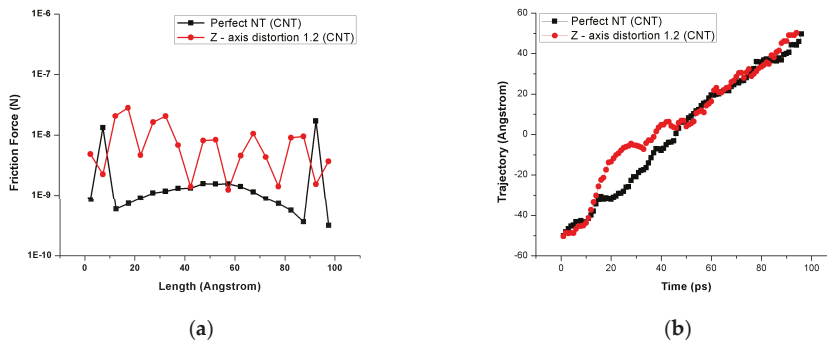 Perfect NT (CNT)
Z - axis distortion 1.2 (CNT)
1E-6
1E-7
1E-8
1E-9
1E-10
Friction Force (N)
0
20
40
60
80
100
Length (Angstrom)
(a)
Perfect NT (CNT)
Z - axis distortion 1.2 (CNT)
60
40
20
0
-20
-40
-60
Trajectory (Angstrom)
0
20
40
60
80
100
Time (ps)
(b)